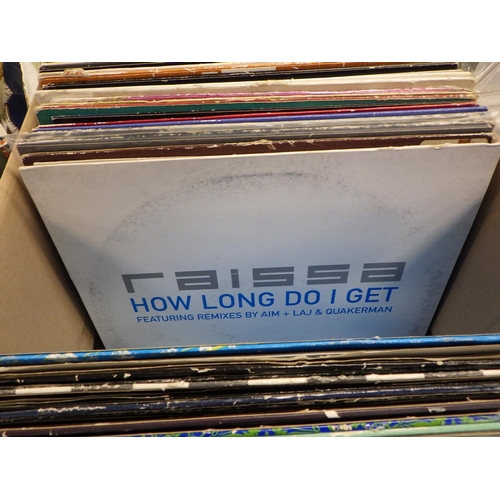 raissa
HOW LONG DO I GET
FEATURING REMIXES BY AIM + LAJ & QUAKERMAN